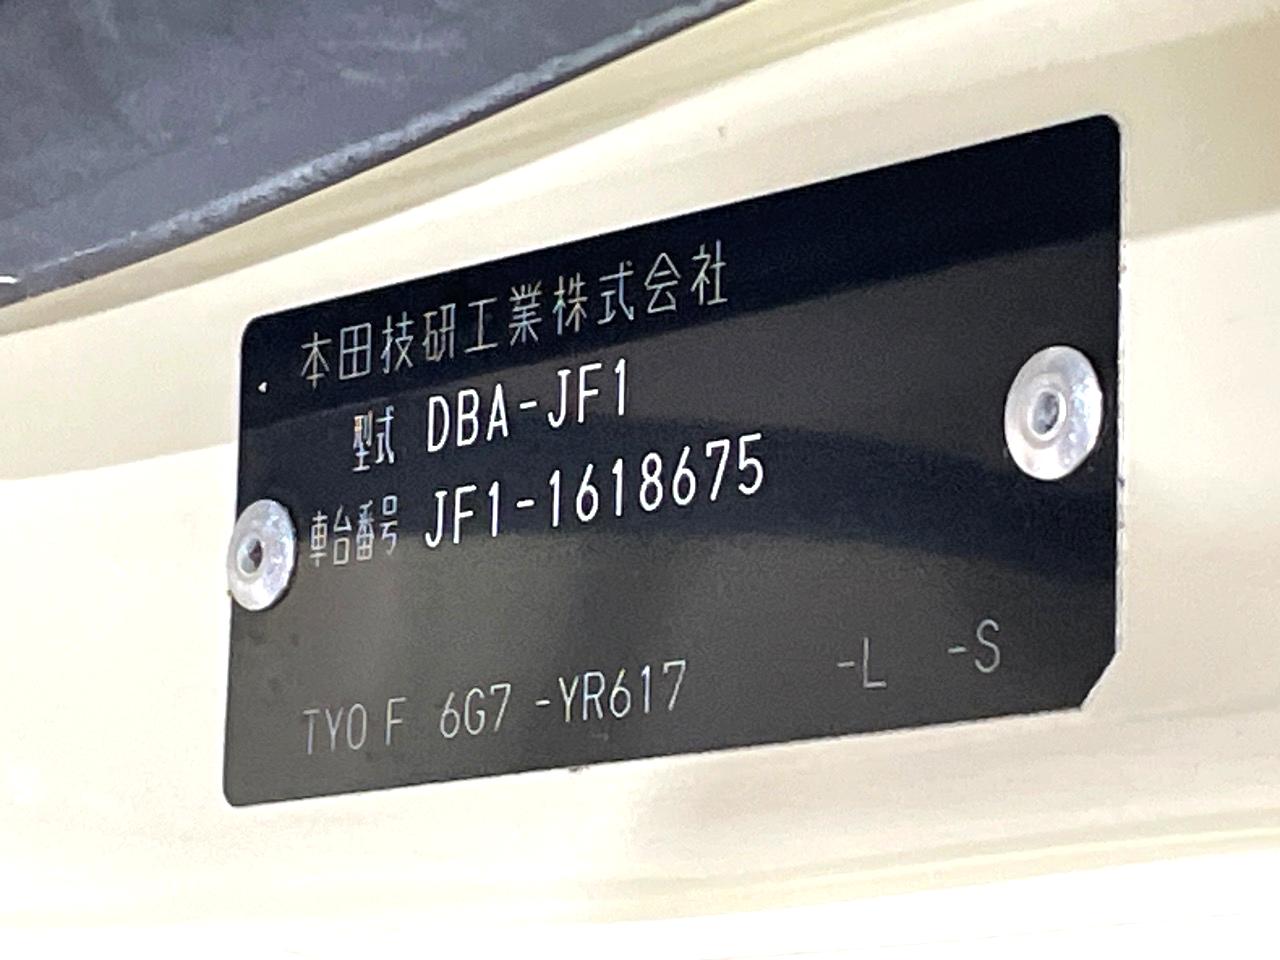 本田技研工業株式会社
型式 DBA-JF1
車台番号 JF1-1618675
TY0 F 6G7 -YR617 -L -S